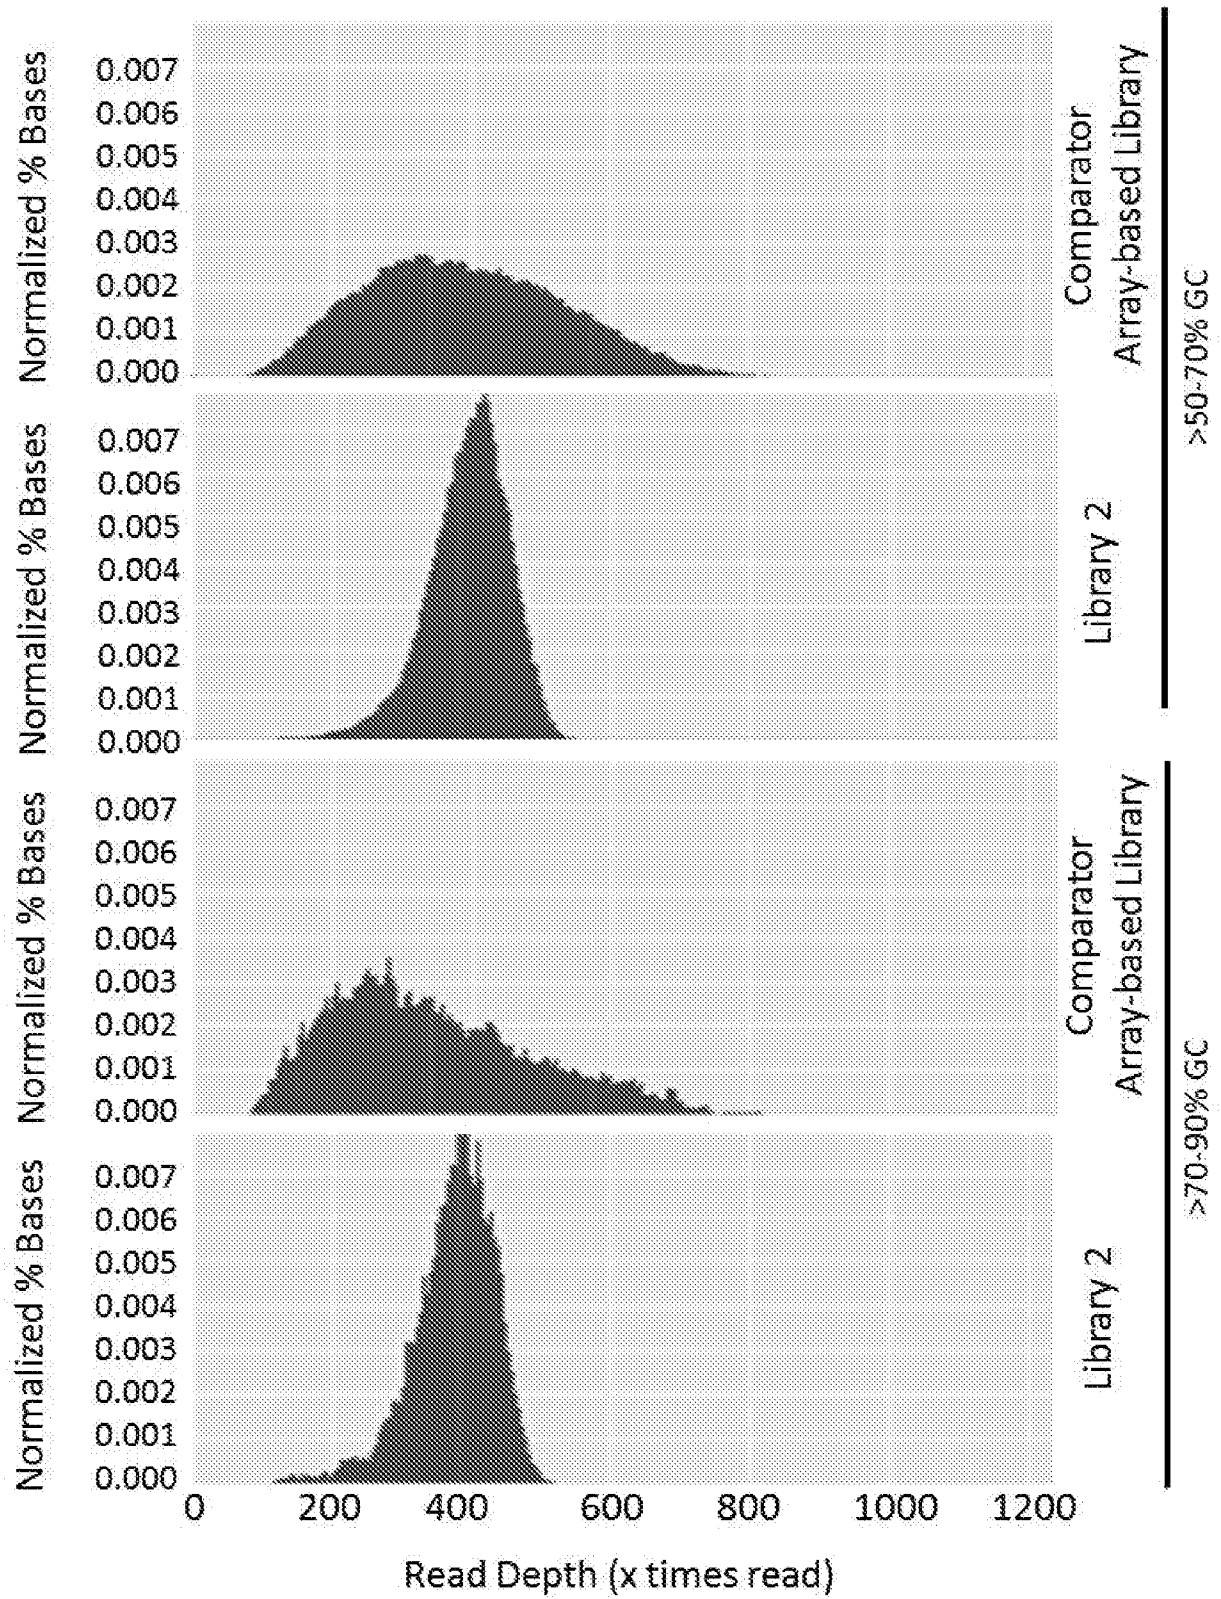 Normalized % Bases
0.007
0.006
0.005
0.004
0.003
0.002
0.001
0.000
Comparator
Array-based Library
Normalized % Bases
0.007
0.006
0.005
0.004
0.003
0.002
0.001
0.000
Library 2
>50-70% GC
Normalized % Bases
0.007
0.006
0.005
0.004
0.003
0.002
0.001
0.000
Comparator
Array-based Library
Normalized % Bases
0.007
0.006
0.005
0.004
0.003
0.002
0.001
0.000
Library 2
>70-90% GC
0 200 400 600 800 1000 1200
Read Depth (x times read)